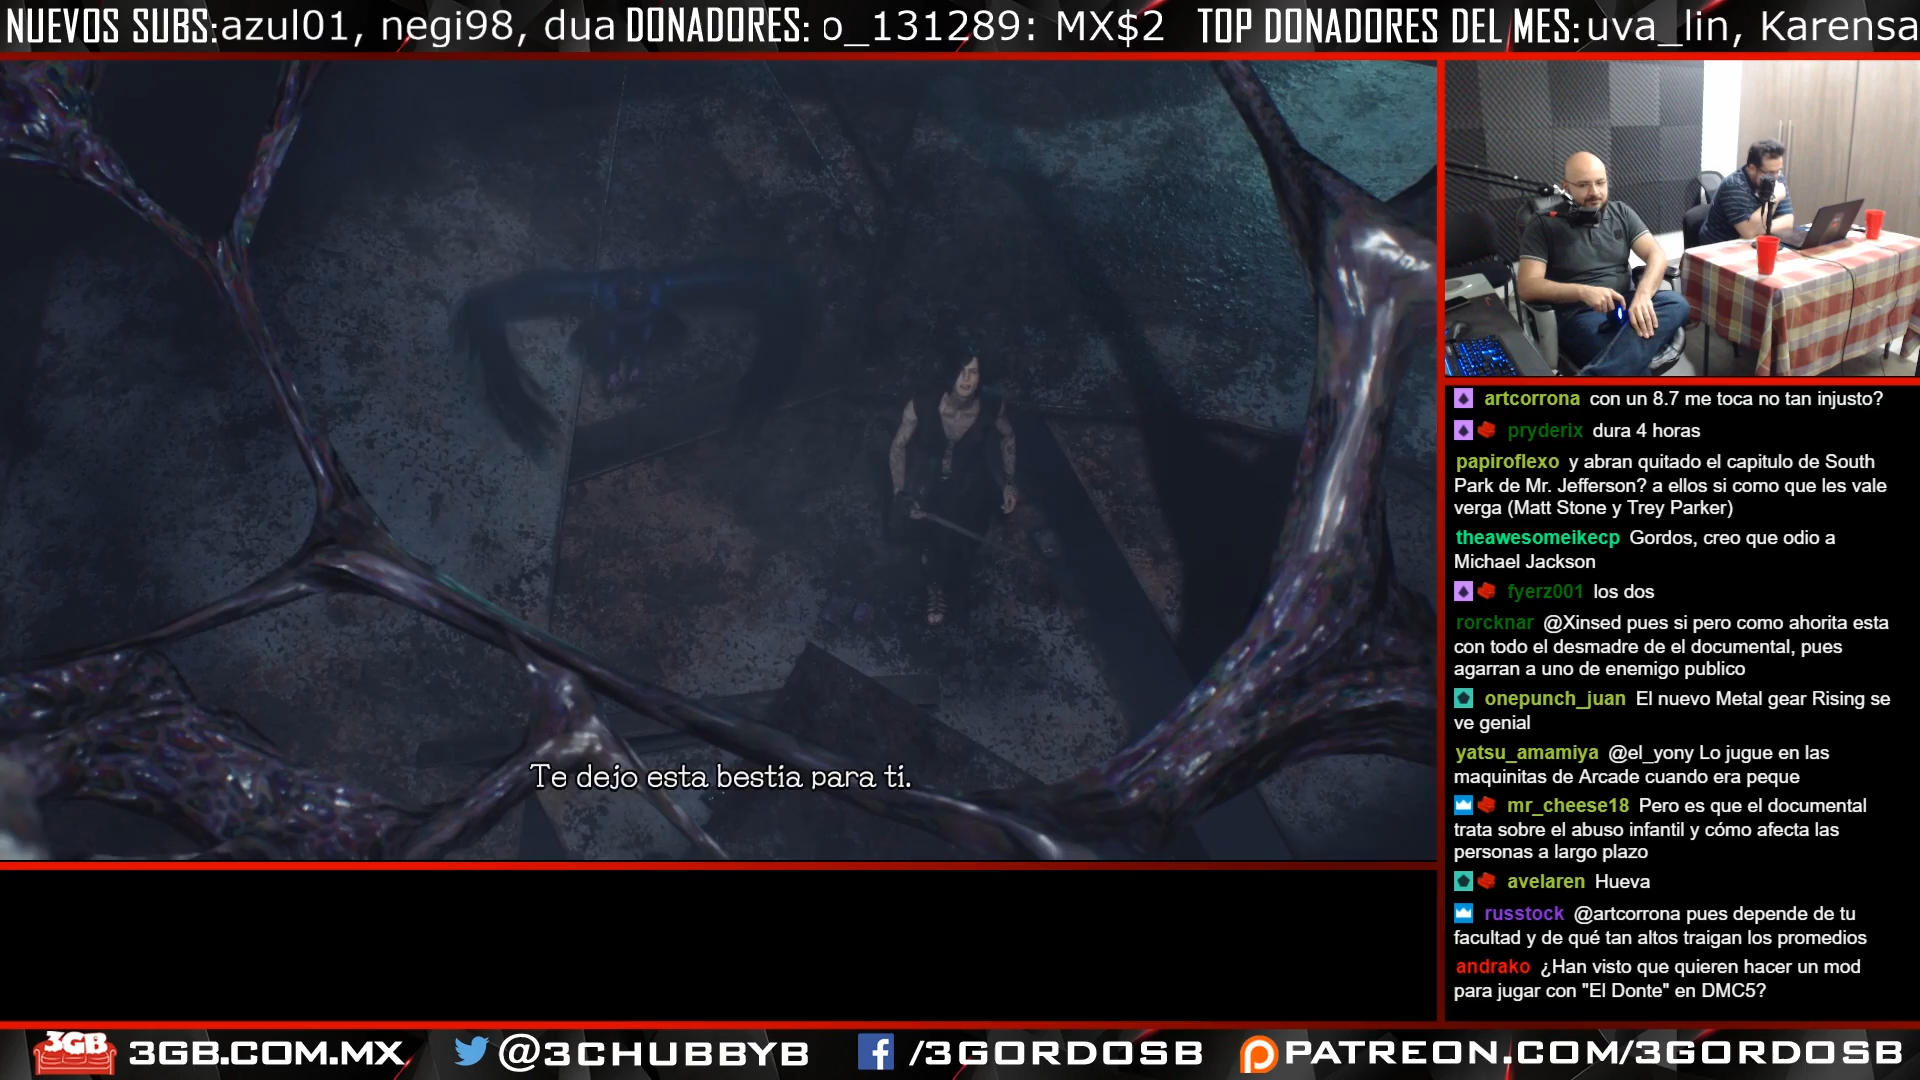 NUEVOS SUBS: azul01, negi98, dua DONADORES: o_131289: MX$2 TOP DONADORES DEL MES: uva_lin, Karensa
Te dejo esta bestia para ti.
artcorrona con un 8.7 me toca no tan injusto?
pryderix dura 4 horas
papiroflexo y abran quitado el capitulo de South
Park de Mr. Jefferson? a ellos si como que les vale
verga (Matt Stone y Trey Parker)
theawesomeikecp Gordos, creo que odio a
Michael Jackson
fyerz001 los dos
rorcknar @Xinsed pues si pero como ahorita esta
con todo el desmadre de el documental, pues
agarran a uno de enemigo publico
onepunch_juan El nuevo Metal gear Rising se
ve genial
yatsu_amamiya @el_yony Lo jugue en las
maquinitas de Arcade cuando era peque
mr_cheese18 Pero es que el documental
trata sobre el abuso infantil y cómo afecta las
personas a largo plazo
avelaren Hueva
russtock @artcorrona pues depende de tu
facultad y de qué tan altos traigan los promedios
andrako ¿Han visto que quieren hacer un mod
para jugar con "El Donte" en DMC5?
3GB 3GB.COM.MX @3CHUBBYB /3GORDOSB PATREON.COM/3GORDOSB